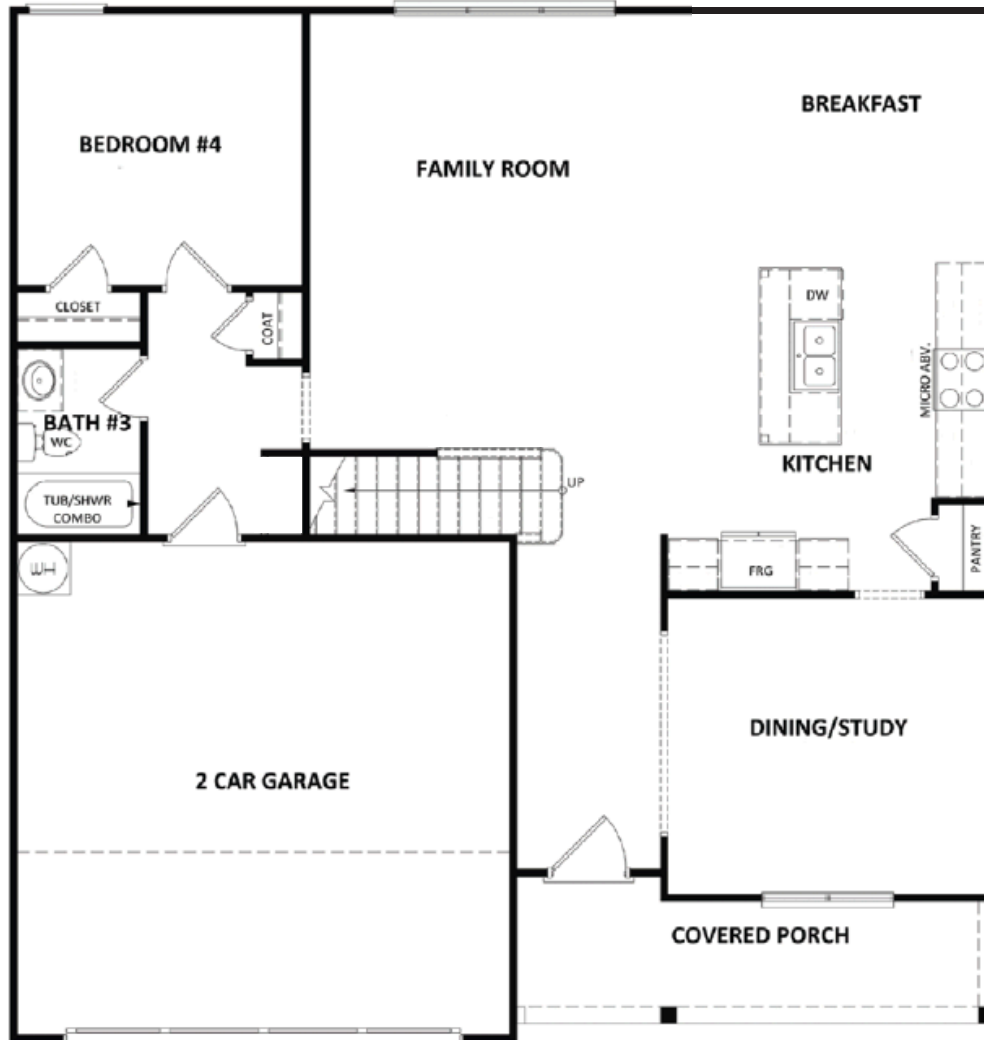 BREAKFAST
BEDROOM #4
FAMILY ROOM
DW
CLOSET
COAT
MICRO ABV.
BATH #3
WC
KITCHEN
UP
TUB/SHWR
COMBO
PANTRY
WH
FRG
DINING/STUDY
2 CAR GARAGE
COVERED PORCH